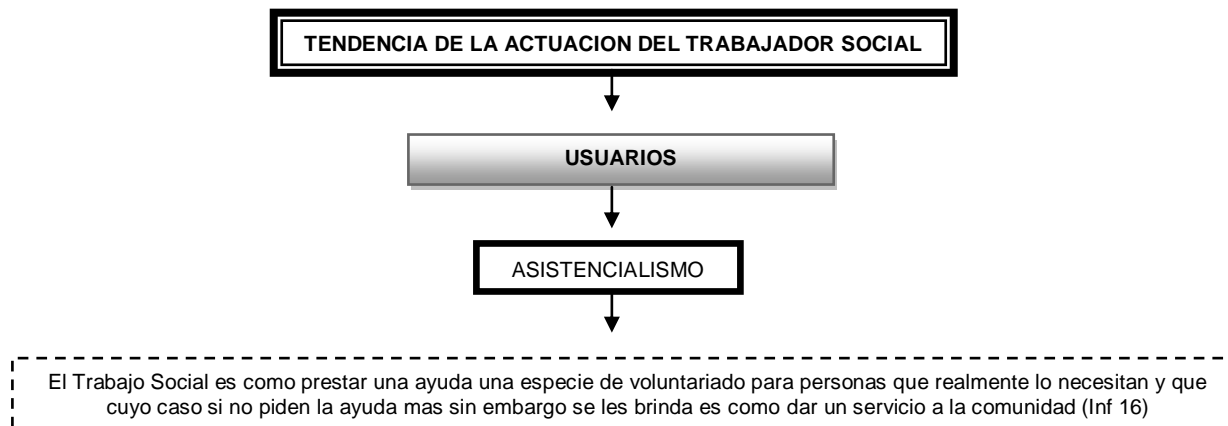 TENDENCIA DE LA ACTUACION DEL TRABAJADOR SOCIAL
USUARIOS
ASISTENCIALISMO
El Trabajo Social es como prestar una ayuda una especie de voluntariado para personas que realmente lo necesitan y que
cuyo caso si no piden la ayuda mas sin embargo se les brinda es como dar un servicio a la comunidad (Inf 16)